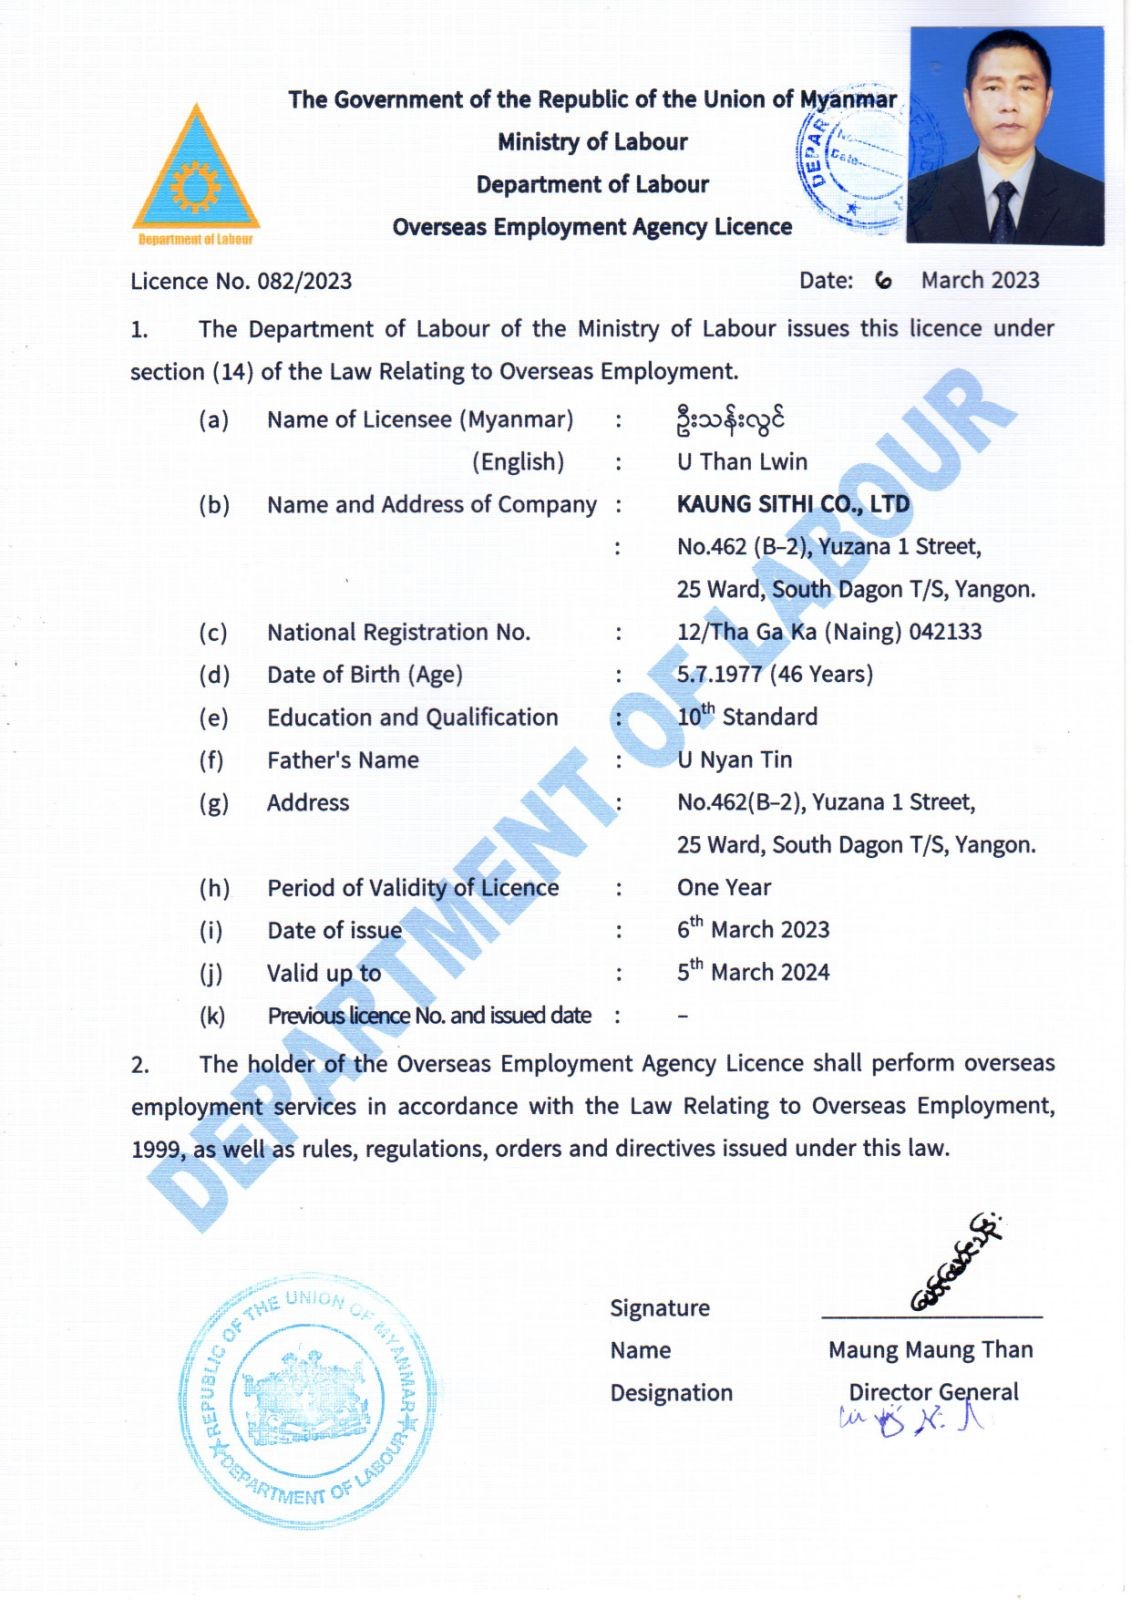 The Government of the Republic of the Union of Myanmar
Ministry of Labour
Department of Labour
Overseas Employment Agency Licence
Department of Labour
DEPAR OF LAB
No.
Date
Licence No. 082/2023 Date: 6 March 2023
1. The Department of Labour of the Ministry of Labour issues this licence under
section (14) of the Law Relating to Overseas Employment.
(a) Name of Licensee (Myanmar) : ဦးသန်းလွင်
(English) : U Than Lwin
(b) Name and Address of Company : KAUNG SITHI CO., LTD
: No.462 (B–2), Yuzana 1 Street,
25 Ward, South Dagon T/S, Yangon.
(c) National Registration No. : 12/Tha Ga Ka (Naing) 042133
(d) Date of Birth (Age) : 5.7.1977 (46 Years)
(e) Education and Qualification : 10th Standard
(f) Father's Name : U Nyan Tin
(g) Address : No.462(B–2), Yuzana 1 Street,
25 Ward, South Dagon T/S, Yangon.
(h) Period of Validity of Licence : One Year
(i) Date of issue : 6th March 2023
(j) Valid up to : 5th March 2024
(k) Previous licence No. and issued date : –
2. The holder of the Overseas Employment Agency Licence shall perform overseas
employment services in accordance with the Law Relating to Overseas Employment,
1999, as well as rules, regulations, orders and directives issued under this law.
DEPARTMENT OF LABOUR
Signature
Name Maung Maung Than
Designation Director General
REPUBLIC OF THE UNION OF MYANMAR
DEPARTMENT OF LABOUR